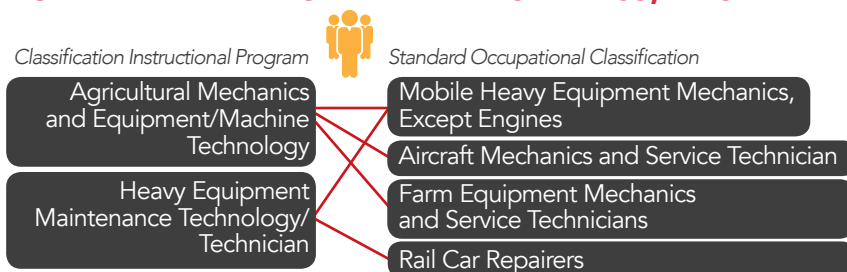 Classification Instructional Program
Standard Occupational Classification
Agricultural Mechanics
and Equipment/Machine
Technology
Heavy Equipment
Maintenance Technology/
Technician
Mobile Heavy Equipment Mechanics,
Except Engines
Aircraft Mechanics and Service Technician
Farm Equipment Mechanics
and Service Technicians
Rail Car Repairers